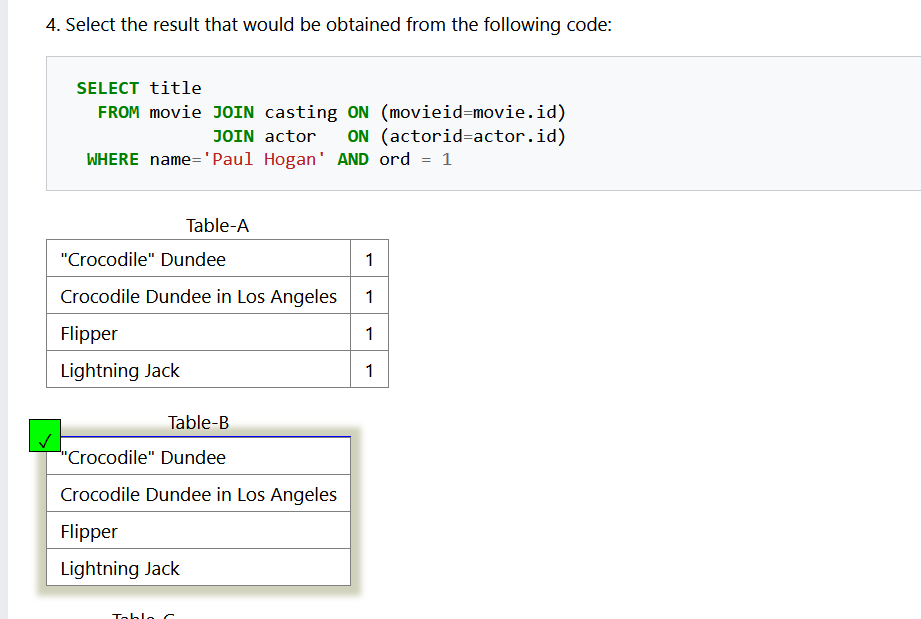 4. Select the result that would be obtained from the following code:
SELECT title
FROM movie JOIN casting ON (movieid=movie.id)
JOIN actor ON (actorid=actor.id)
WHERE name='Paul Hogan' AND ord = 1
Table-A
"Crocodile" Dundee 1
Crocodile Dundee in Los Angeles 1
Flipper 1
Lightning Jack 1
Table-B
✓
"Crocodile" Dundee
Crocodile Dundee in Los Angeles
Flipper
Lightning Jack
Table-C